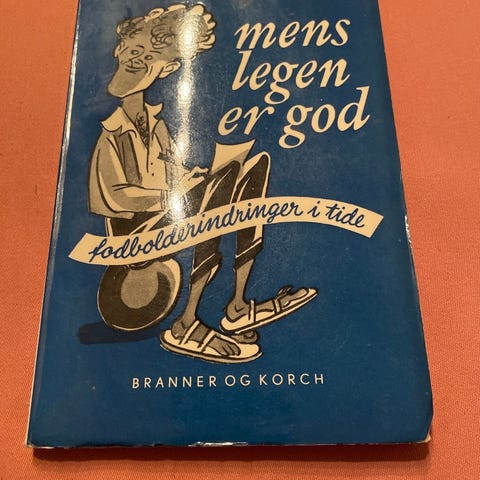 mens
legen
er god
fodbolderindringer i tide
BRANNER OG KORCH